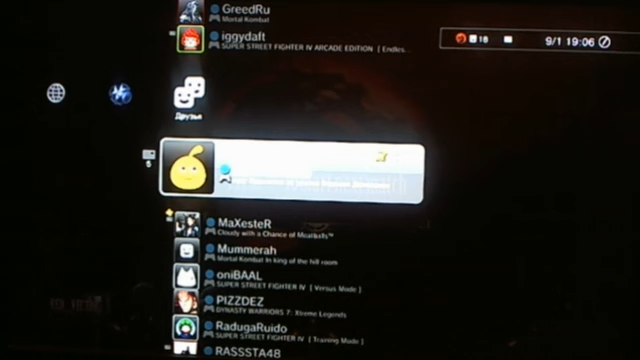 GreedRu
Mortal Kombat
iggydaft
SUPER STREET FIGHTER IV ARCADE EDITION [ Endles...
18
9/1 19:06
Друзья
5
MaXesteR
Cloudy with a Chance of Meatballs™
Mummerah
Mortal Kombat In king of the hill room
oniBAAL
SUPER STREET FIGHTER IV [ Versus Mode ]
PIZZDEZ
DYNASTY WARRIORS 7: Xtreme Legends
RadugaRuido
SUPER STREET FIGHTER IV [ Training Mode ]
RASSSTA48